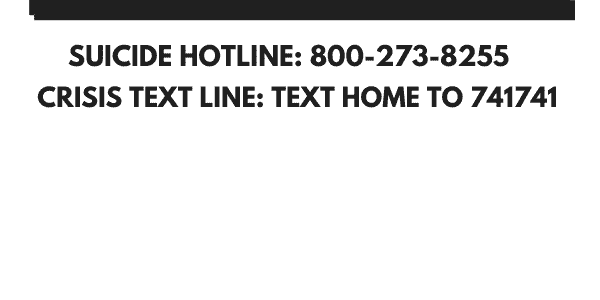 SUICIDE HOTLINE: 800-273-8255
CRISIS TEXT LINE: TEXT HOME TO 741741